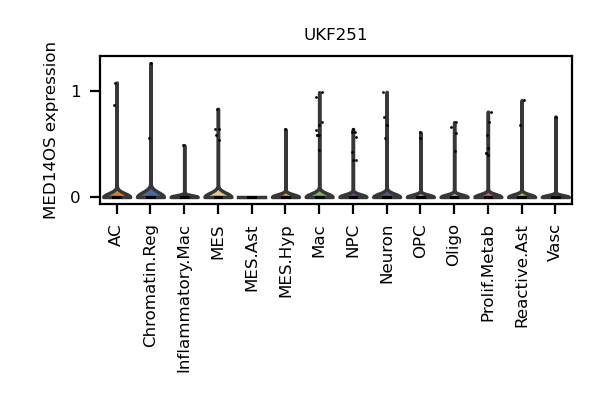 UKF251
MED14OS expression
1
0
AC
Chromatin.Reg
Inflammatory.Mac
MES
MES.Ast
MES.Hyp
Mac
NPC
Neuron
OPC
Oligo
Prolif.Metab
Reactive.Ast
Vasc